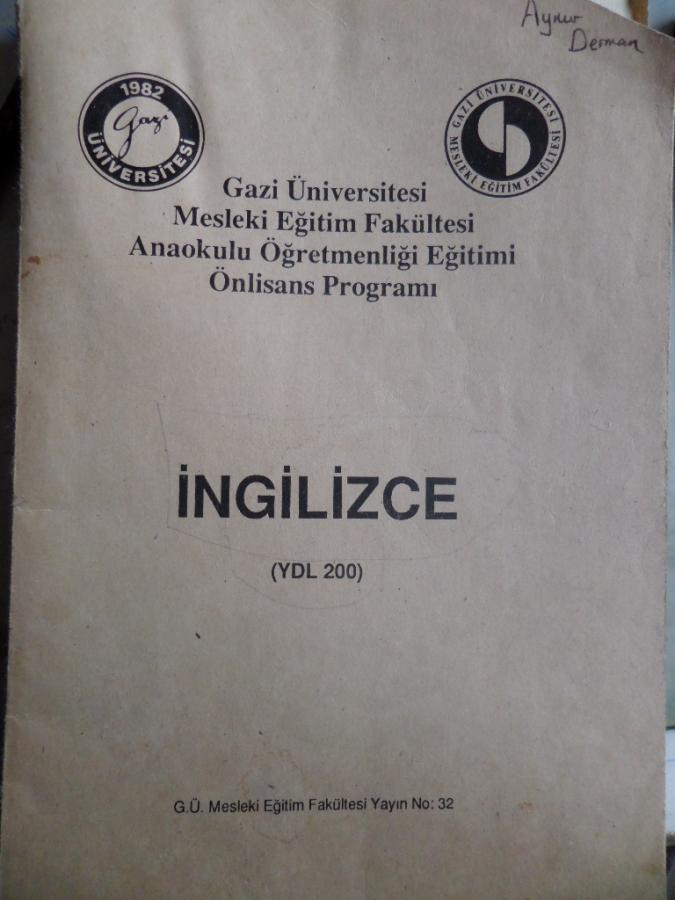 Aynur
Derman
1982
Gazi
ÜNİVERSİTESİ
GAZİ ÜNİVERSİTESİ
MESLEKİ EĞİTİM FAKÜLTESİ
Gazi Üniversitesi
Mesleki Eğitim Fakültesi
Anaokulu Öğretmenliği Eğitimi
Önlisans Programı
İNGİLİZCE
(YDL 200)
G.Ü. Mesleki Eğitim Fakültesi Yayın No: 32